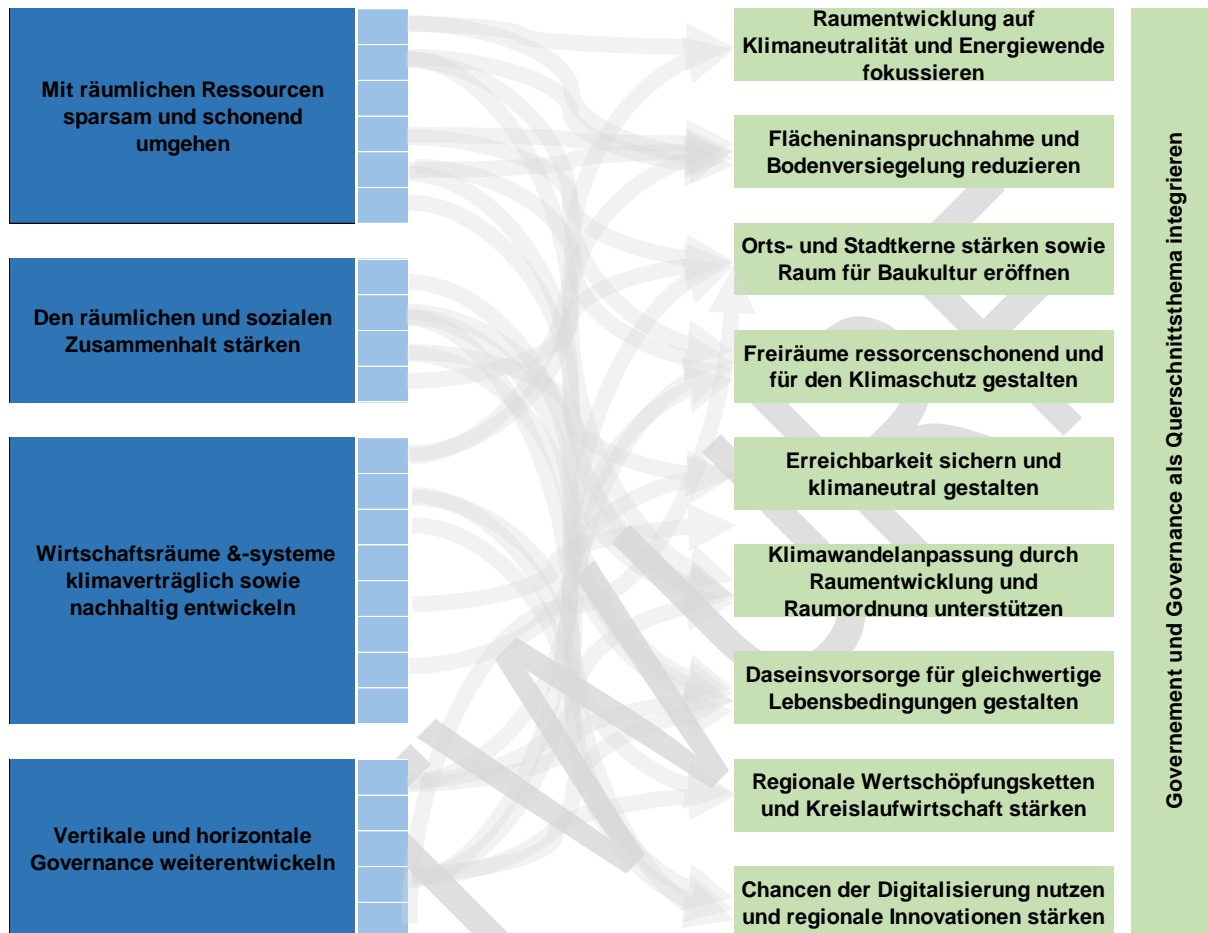 Mit räumlichen Ressourcen
sparsam und schonend
umgehen
Den räumlichen und sozialen
Zusammenhalt stärken
Wirtschaftsräume &-systeme
klimaverträglich sowie
nachhaltig entwickeln
Vertikale und horizontale
Governance weiterentwickeln
Raumentwicklung auf
Klimaneutralität und Energiewende
fokussieren
Flächeninanspruchnahme und
Bodenversiegelung reduzieren
Orts- und Stadtkerne stärken sowie
Raum für Baukultur eröffnen
Freiräume ressorcenschonend und
für den Klimaschutz gestalten
Erreichbarkeit sichern und
klimaneutral gestalten
Klimawandelanpassung durch
Raumentwicklung und
Raumordnung unterstützen
Daseinsvorsorge für gleichwertige
Lebensbedingungen gestalten
Regionale Wertschöpfungsketten
und Kreislaufwirtschaft stärken
Chancen der Digitalisierung nutzen
und regionale Innovationen stärken
Governement und Governance als Querschnittsthema integrieren